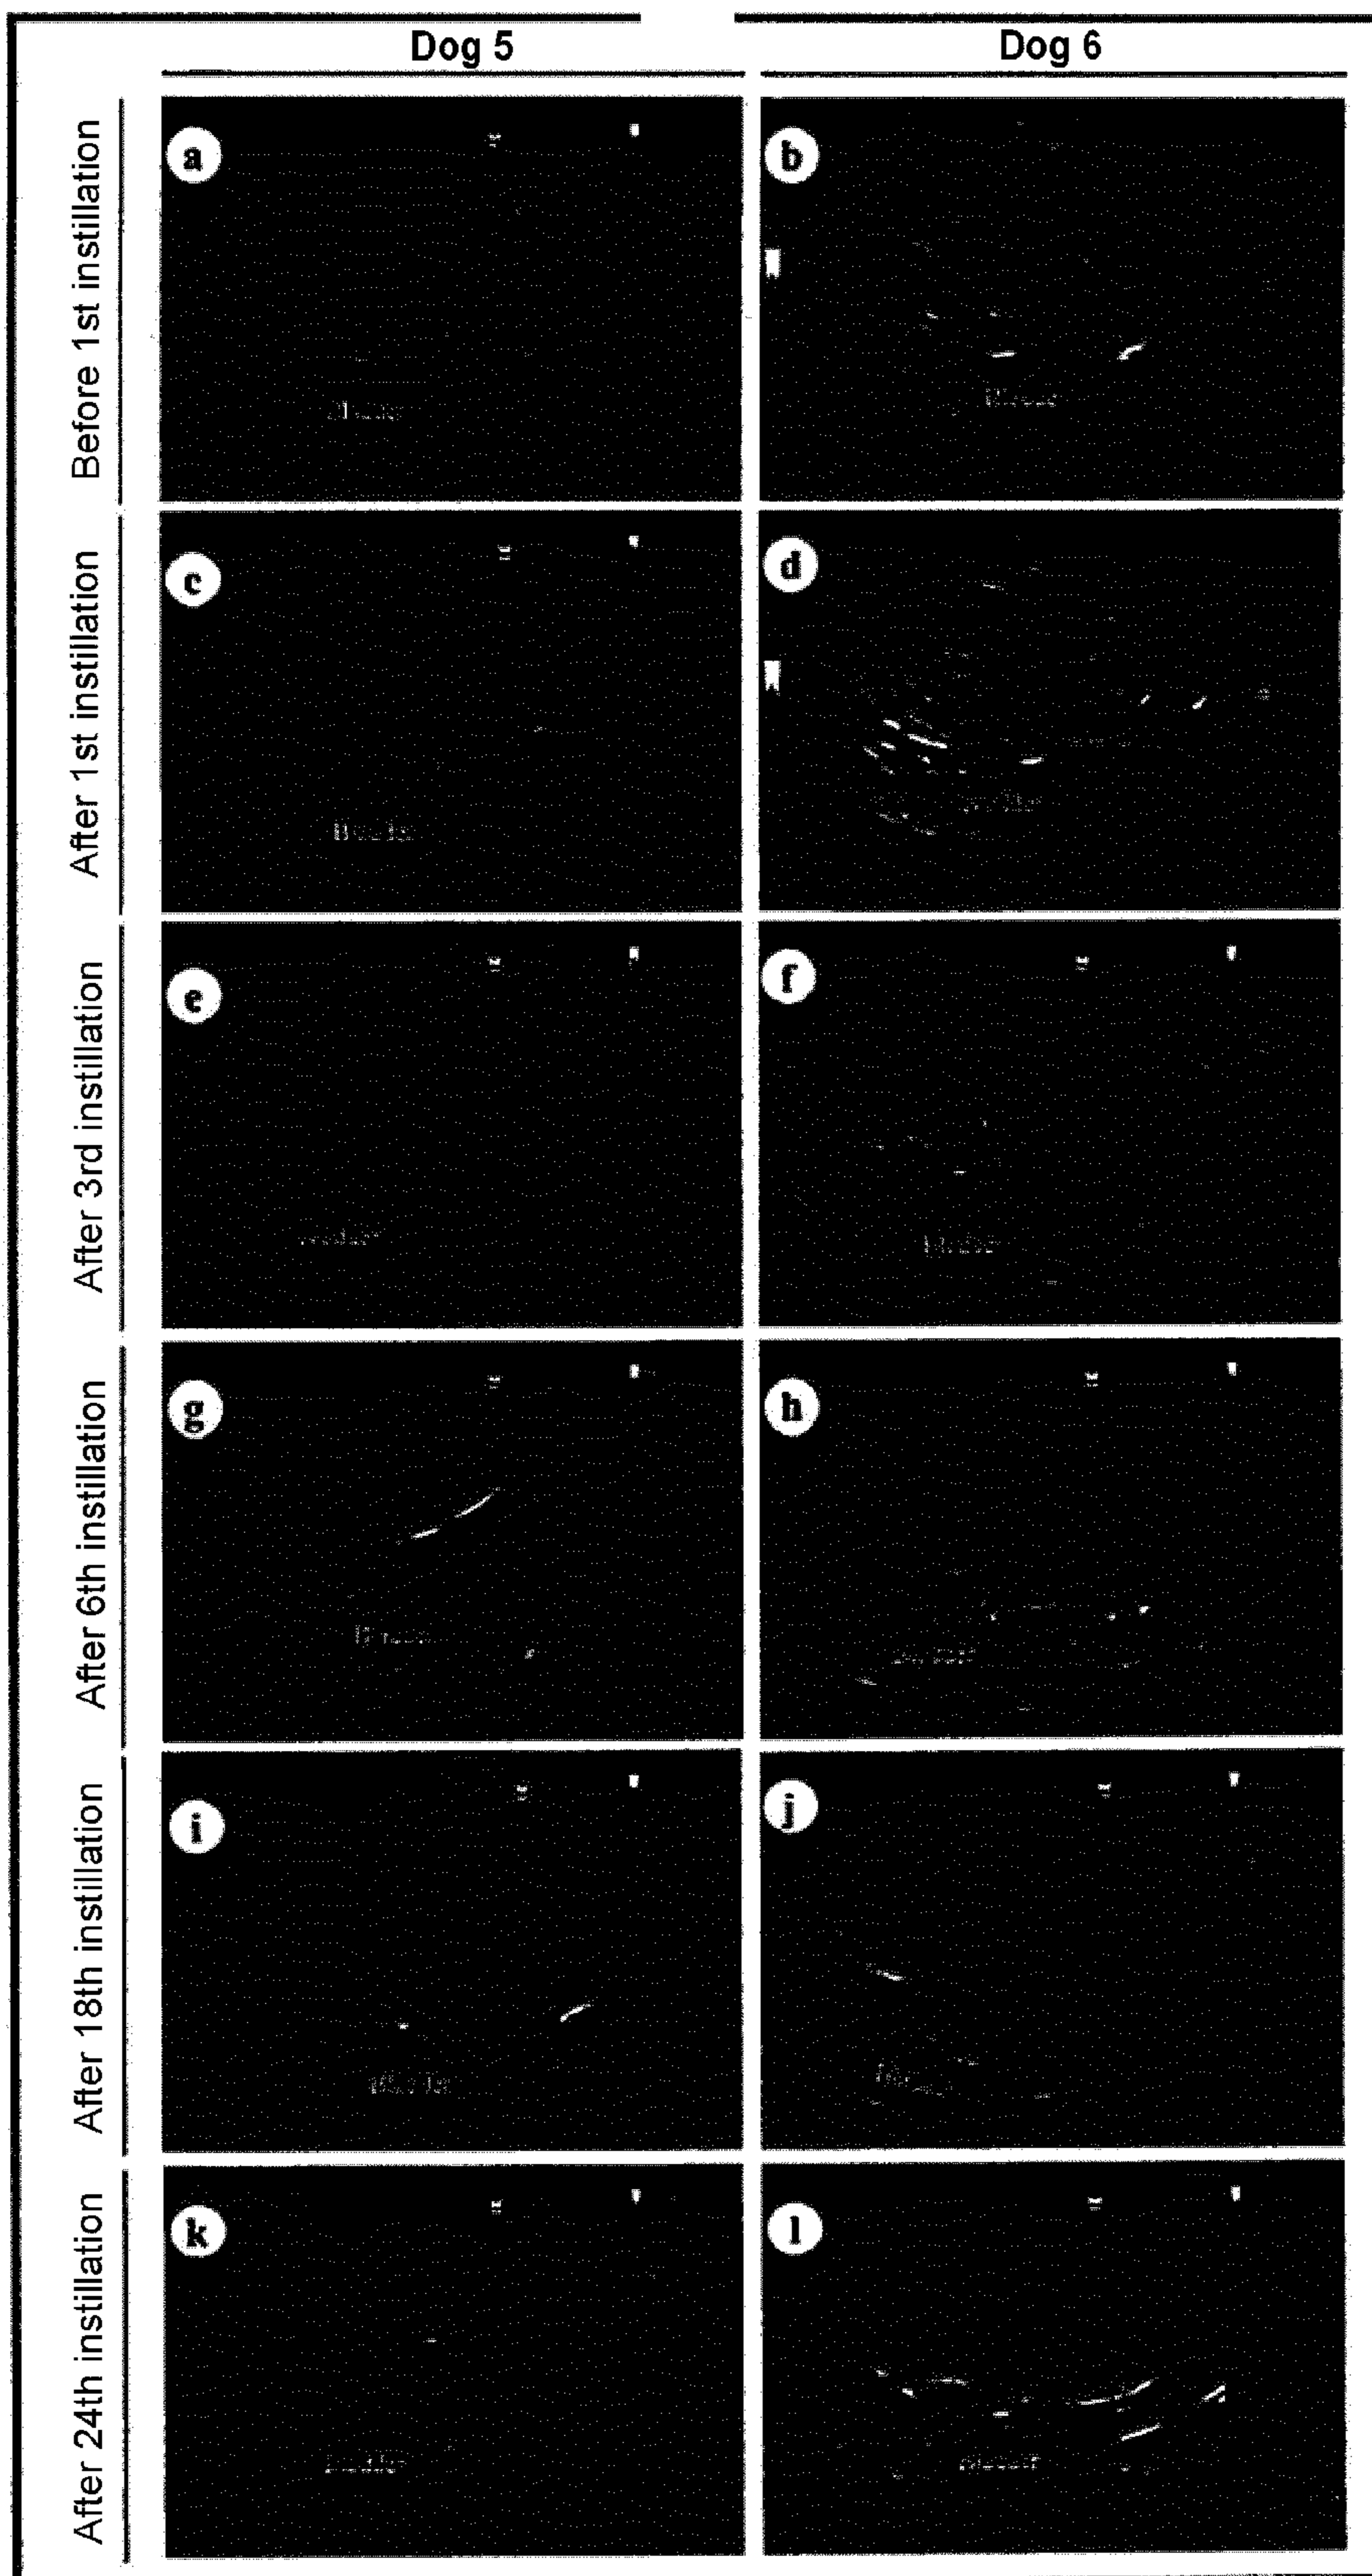 Dog 5
Dog 6
Before 1st instillation
a
b
After 1st instillation
c
d
After 3rd instillation
e
f
After 6th instillation
g
h
After 18th instillation
i
j
After 24th instillation
k
l